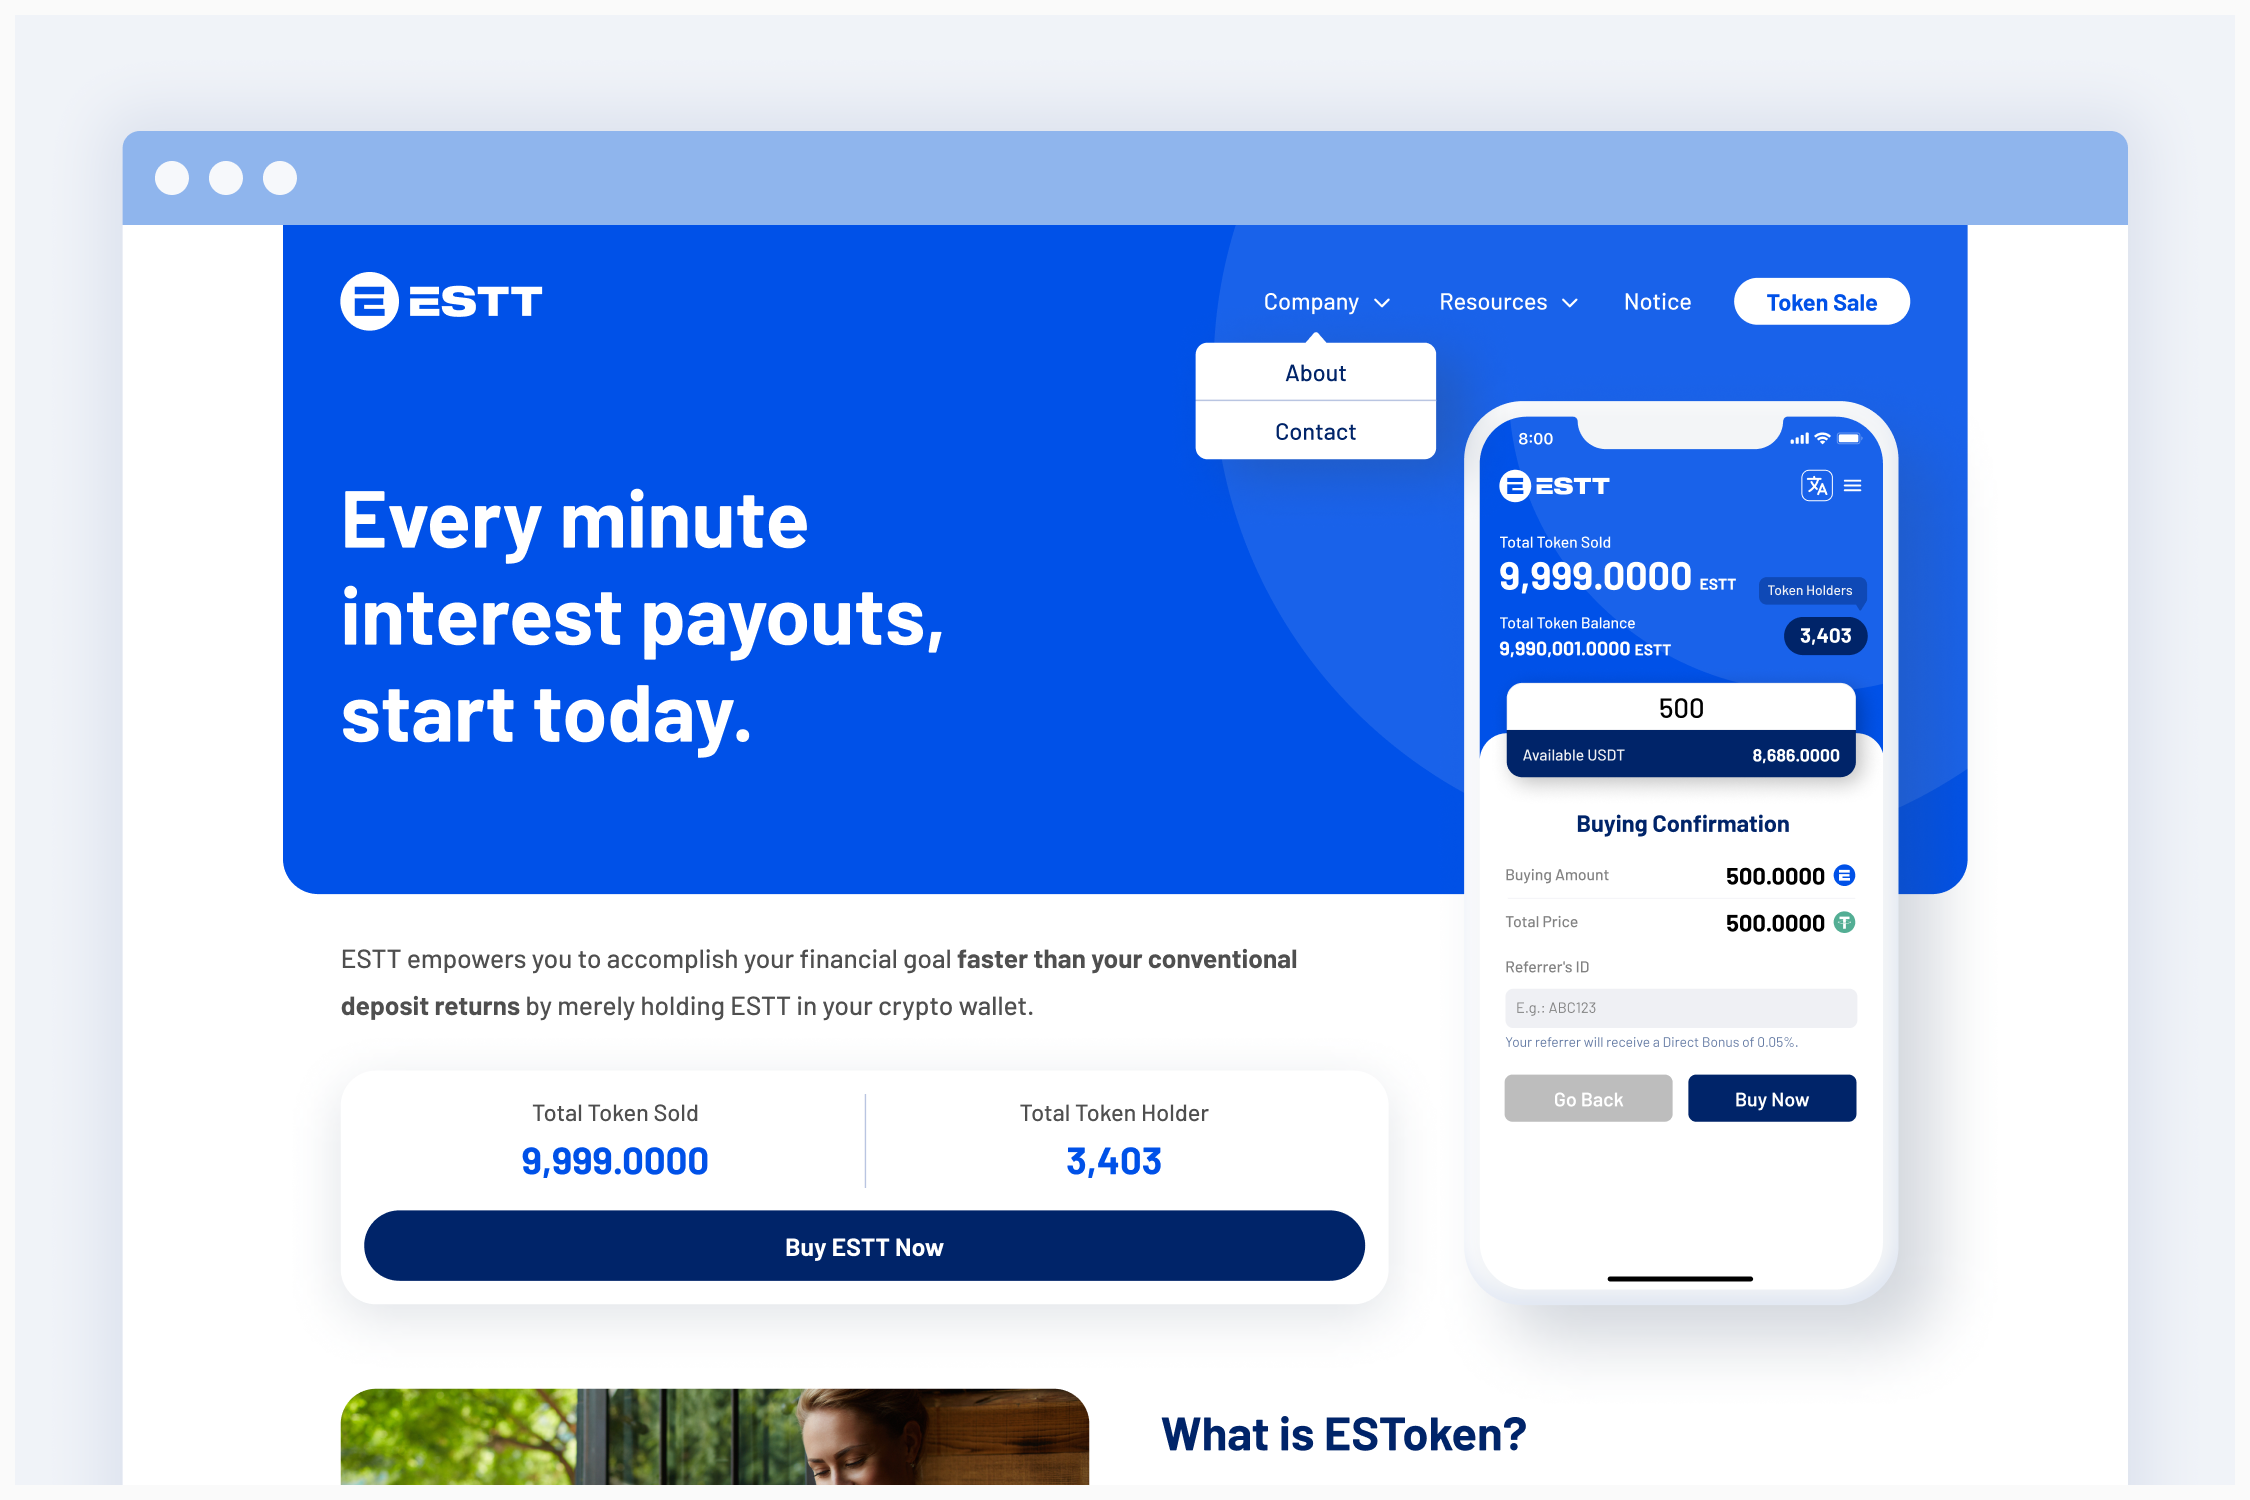 ESTT
Company
Resources
Notice
Token Sale
About
Contact
Every minute
interest payouts,
start today.
8:00
ESTT
Total Token Sold
9,999.0000 ESTT
Token Holders
Total Token Balance
3,403
9,990,001.0000 ESTT
500
Available USDT 8,686.0000
Buying Confirmation
Buying Amount 500.0000
Total Price 500.0000
Referrer's ID
E.g.: ABC123
Your referrer will receive a Direct Bonus of 0.05%.
Go Back
Buy Now
ESTT empowers you to accomplish your financial goal faster than your conventional
deposit returns by merely holding ESTT in your crypto wallet.
Total Token Sold
9,999.0000
Total Token Holder
3,403
Buy ESTT Now
What is ESToken?